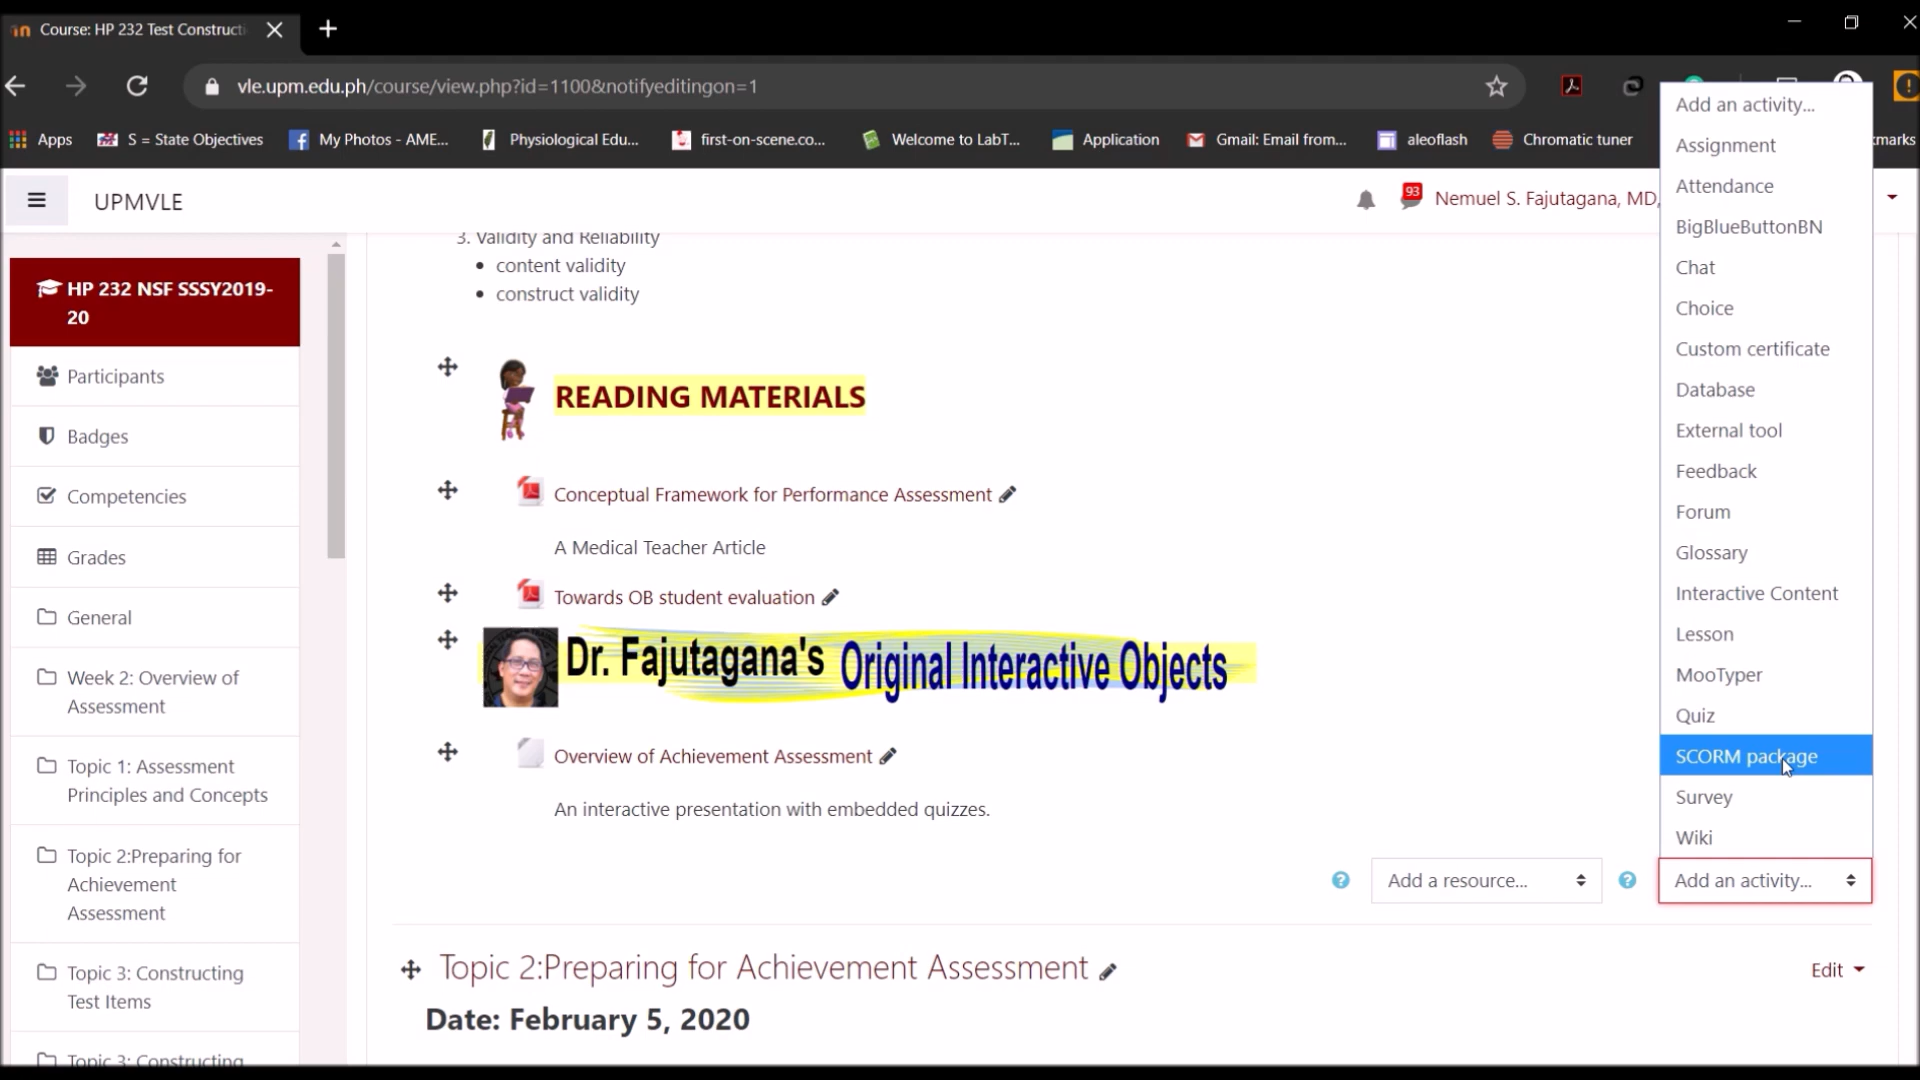 Course: HP 232 Test Constructi
vle.upm.edu.ph/course/view.php?id=1100&notifyeditingon=1
Apps
S = State Objectives
My Photos - AME...
Physiological Edu...
first-on-scene.co...
Welcome to LabT...
Application
Gmail: Email from...
aleoflash
Chromatic tuner
marks
UPMVLE
93
Nemuel S. Fajutagana, MD,
HP 232 NSF SSSY2019-
20
Participants
Badges
Competencies
Grades
General
Week 2: Overview of
Assessment
Topic 1: Assessment
Principles and Concepts
Topic 2:Preparing for
Achievement
Assessment
Topic 3: Constructing
Test Items
Topic 3: Constructing
3. Validity and Reliability
• content validity
• construct validity
READING MATERIALS
Conceptual Framework for Performance Assessment
A Medical Teacher Article
Towards OB student evaluation
Dr. Fajutagana's Original Interactive Objects
Overview of Achievement Assessment
An interactive presentation with embedded quizzes.
Add a resource...
Add an activity...
Topic 2:Preparing for Achievement Assessment
Edit
Date: February 5, 2020
Add an activity...
Assignment
Attendance
BigBlueButtonBN
Chat
Choice
Custom certificate
Database
External tool
Feedback
Forum
Glossary
Interactive Content
Lesson
MooTyper
Quiz
SCORM package
Survey
Wiki